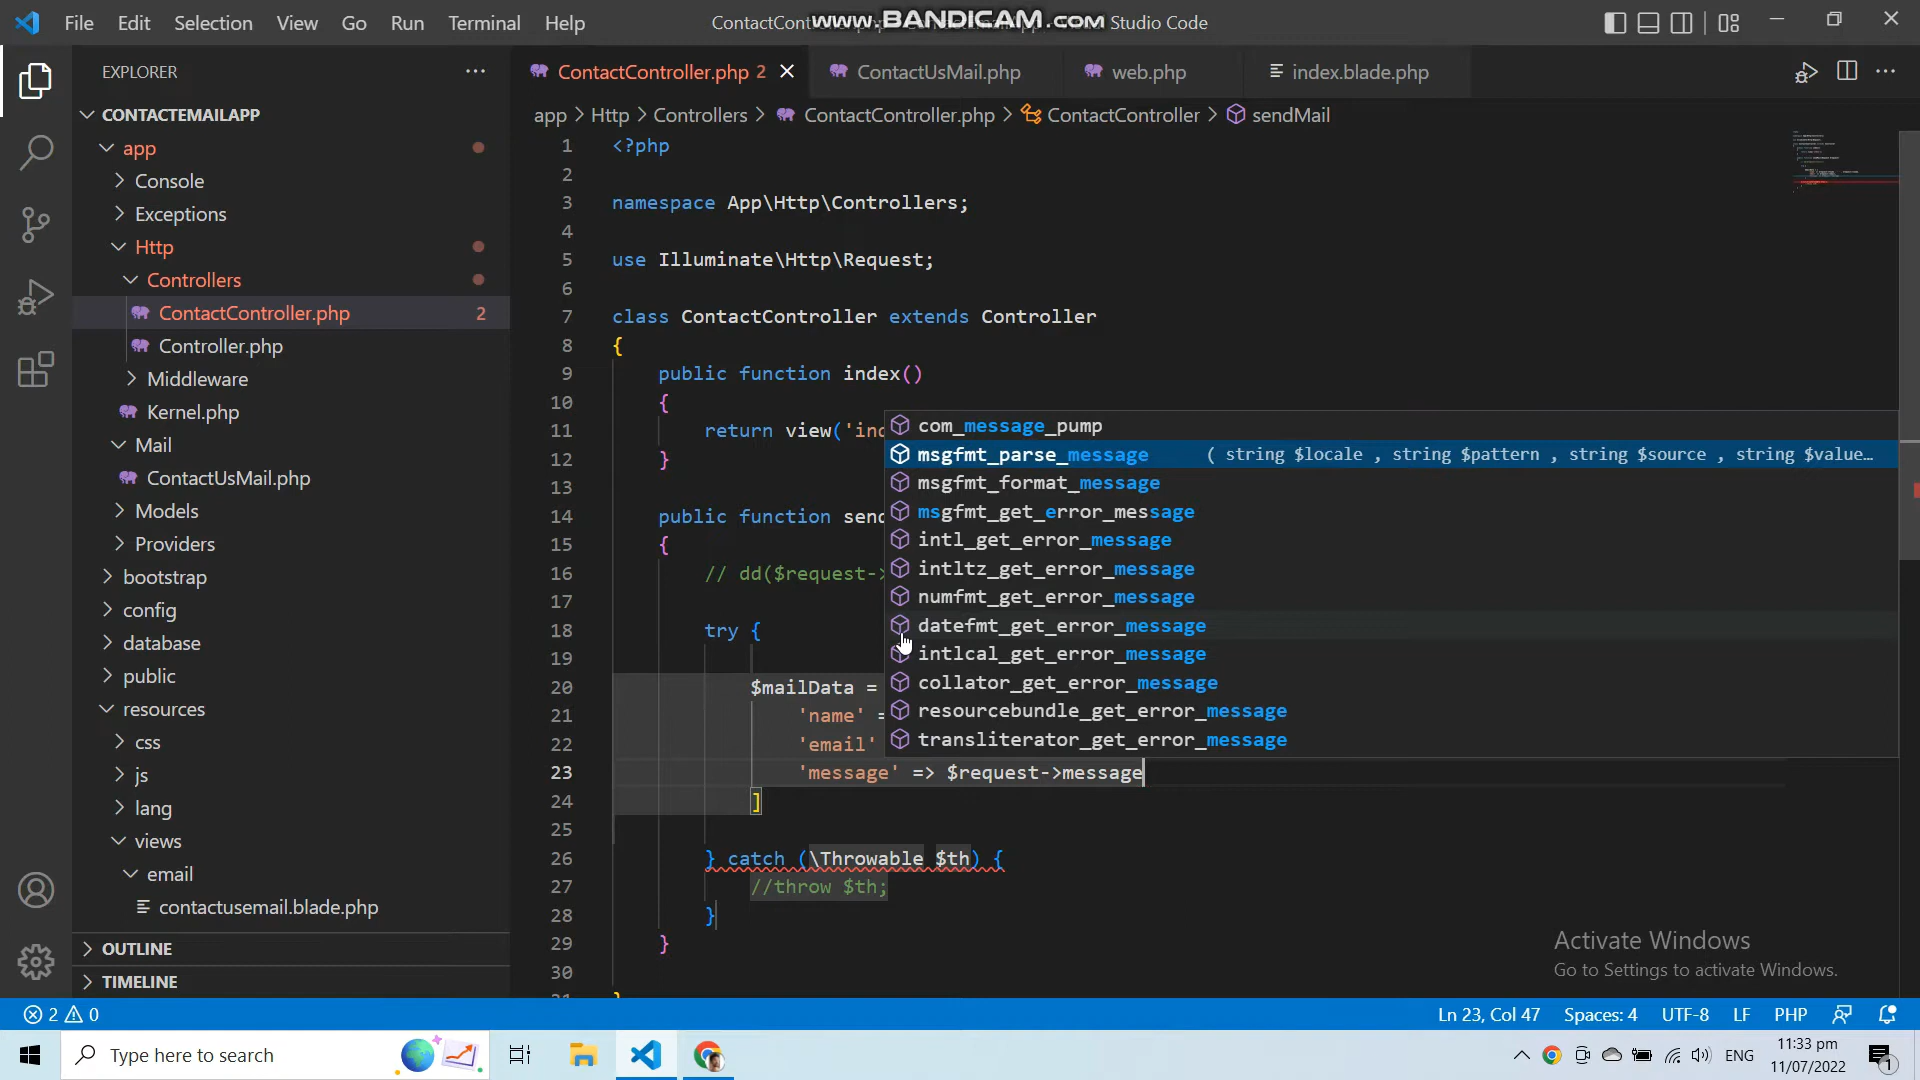 File Edit Selection View Go Run Terminal Help
www.BANDICAM.com
Studio Code
EXPLORER
CONTACTEMAILAPP
app
Console
Exceptions
Http
Controllers
ContactController.php 2
Controller.php
Middleware
Kernel.php
Mail
ContactUsMail.php
Models
Providers
bootstrap
config
database
public
resources
css
js
lang
views
email
contactusemail.blade.php
OUTLINE
TIMELINE
ContactController.php 2 ContactUsMail.php web.php index.blade.php
app > Http > Controllers > ContactController.php > ContactController > sendMail
1 <?php
2
3 namespace App\Http\Controllers;
4
5 use Illuminate\Http\Request;
6
7 class ContactController extends Controller
8 {
9 public function index()
10 {
11 return view('ind
12 }
13
14 public function send
15 {
16 // dd($request->
17
18 try {
19
20 $mailData =
21 'name' =
22 'email'
23 'message' => $request->message
24 ]
25
26 } catch (\Throwable $th) {
27 //throw $th;
28 }
29 }
30
com_message_pump
msgfmt_parse_message ( string $locale , string $pattern , string $source , string $value…
msgfmt_format_message
msgfmt_get_error_message
intl_get_error_message
intltz_get_error_message
numfmt_get_error_message
datefmt_get_error_message
intlcal_get_error_message
collator_get_error_message
resourcebundle_get_error_message
transliterator_get_error_message
Activate Windows
Go to Settings to activate Windows.
2 0 Ln 23, Col 47 Spaces: 4 UTF-8 LF PHP
Type here to search
ENG
11:33 pm
11/07/2022
1